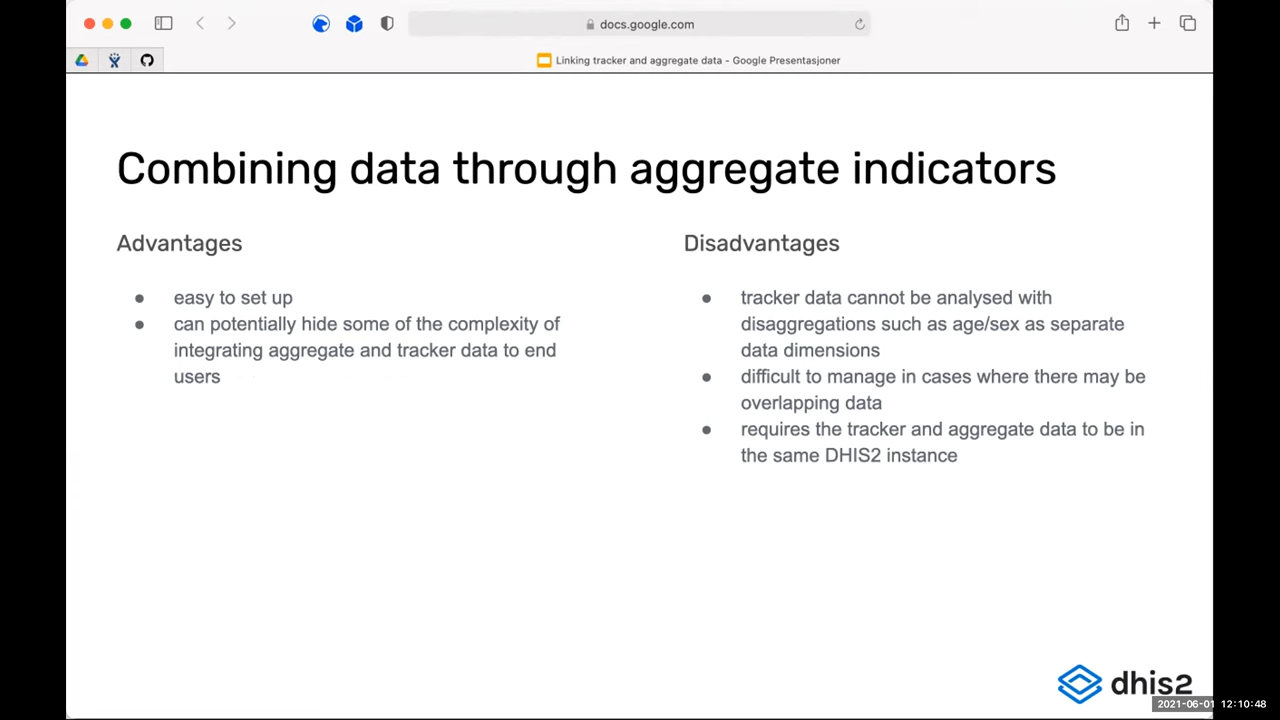 docs.google.com
Linking tracker and aggregate data - Google Presentasjoner
Combining data through aggregate indicators
Advantages
● easy to set up
● can potentially hide some of the complexity of
integrating aggregate and tracker data to end
users
Disadvantages
● tracker data cannot be analysed with
disaggregations such as age/sex as separate
data dimensions
● difficult to manage in cases where there may be
overlapping data
● requires the tracker and aggregate data to be in
the same DHIS2 instance
dhis2
2021-06-01 12:10:48